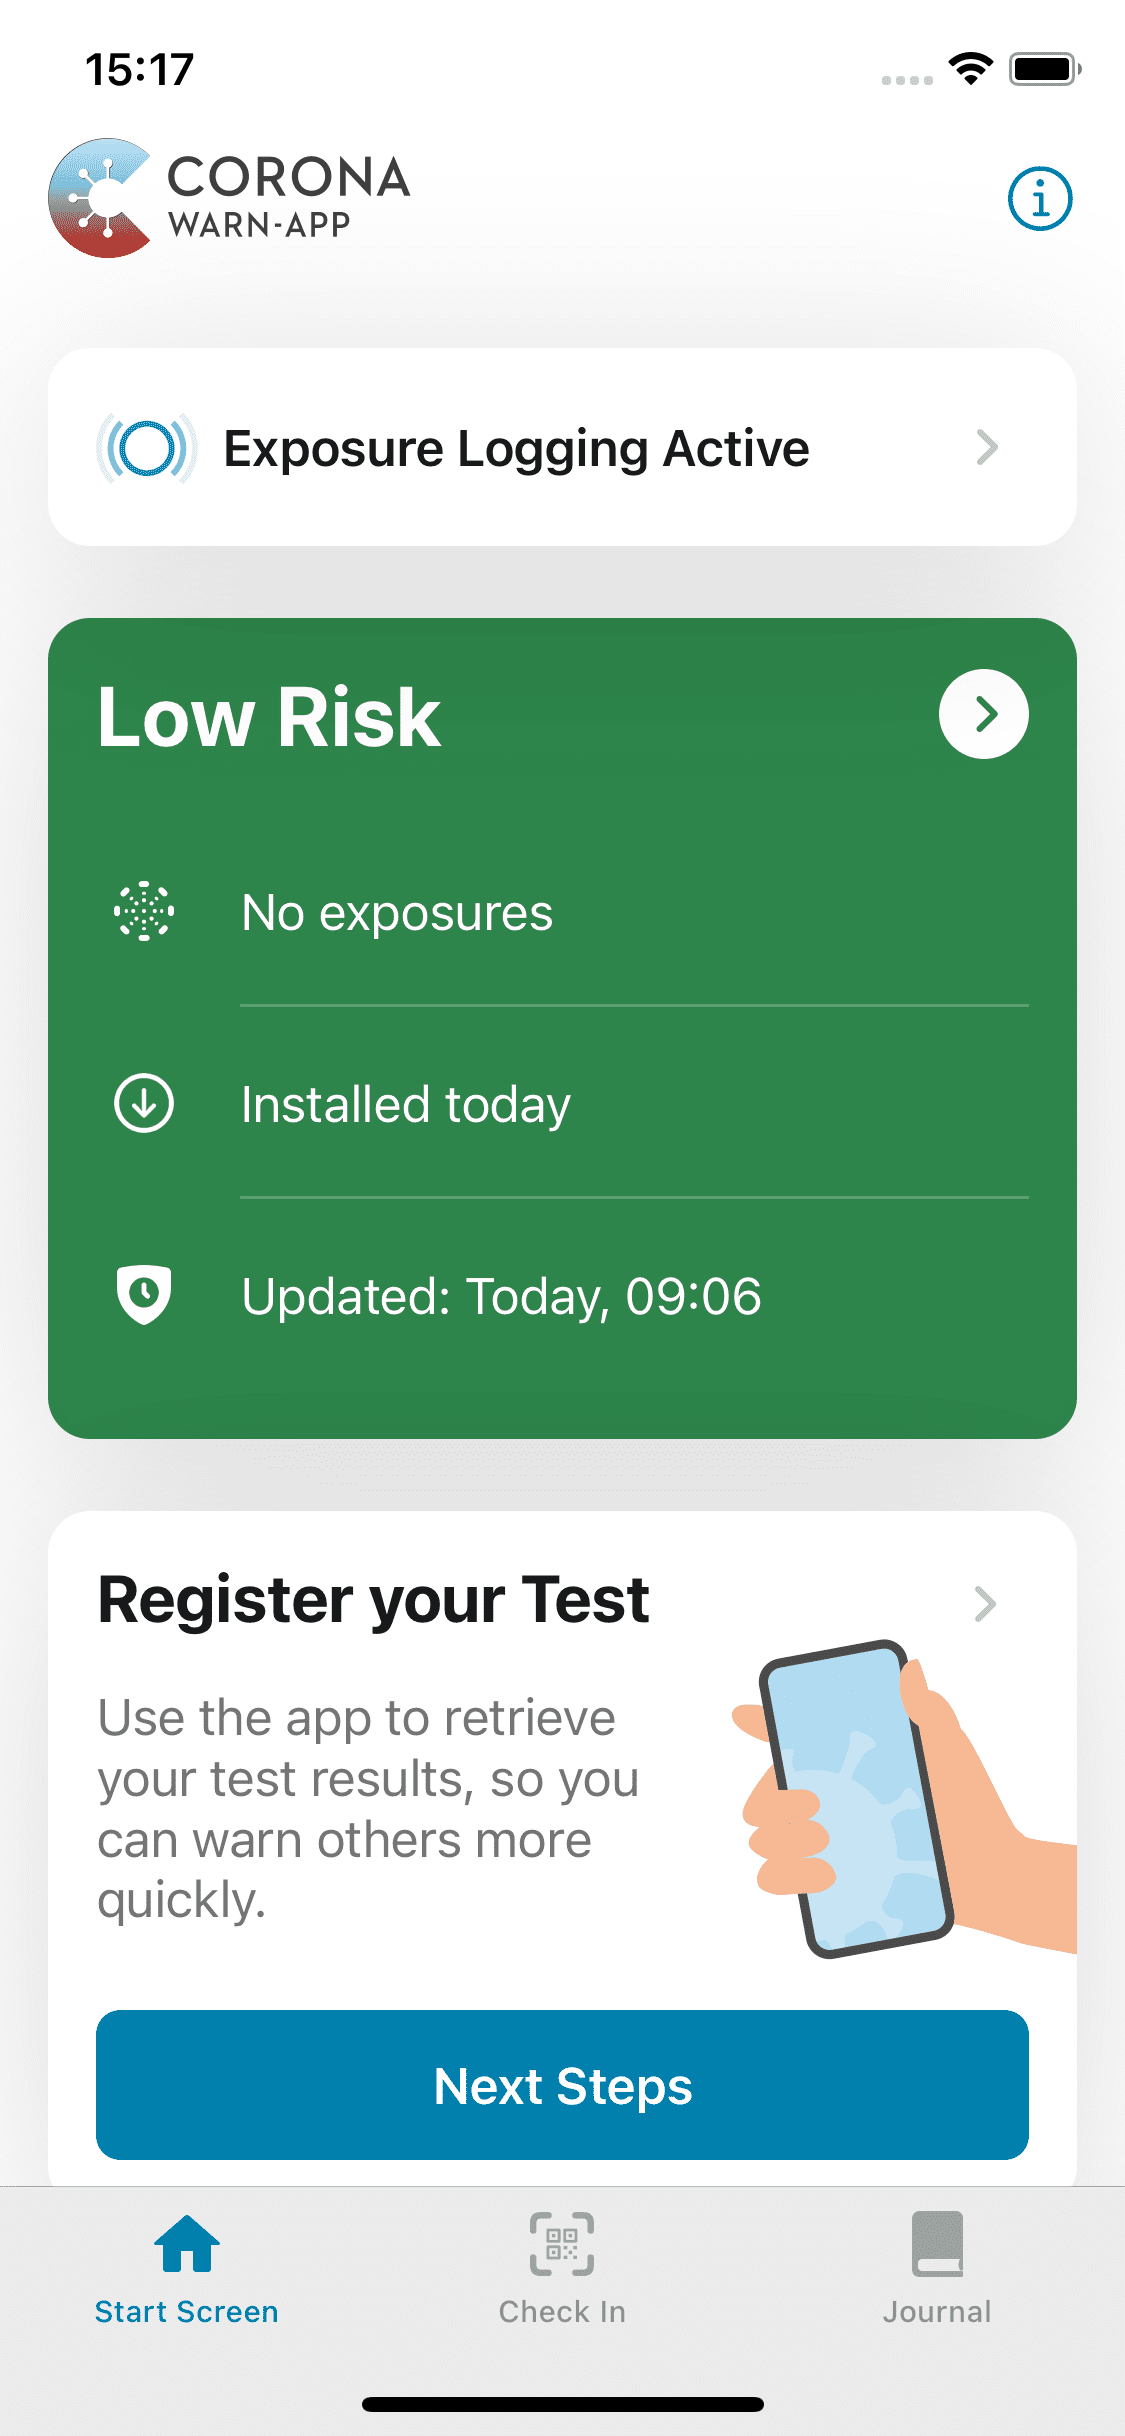 15:17
CORONA
WARN-APP
Exposure Logging Active
Low Risk
No exposures
Installed today
Updated: Today, 09:06
Register your Test
Use the app to retrieve
your test results, so you
can warn others more
quickly.
Next Steps
Start Screen
Check In
Journal